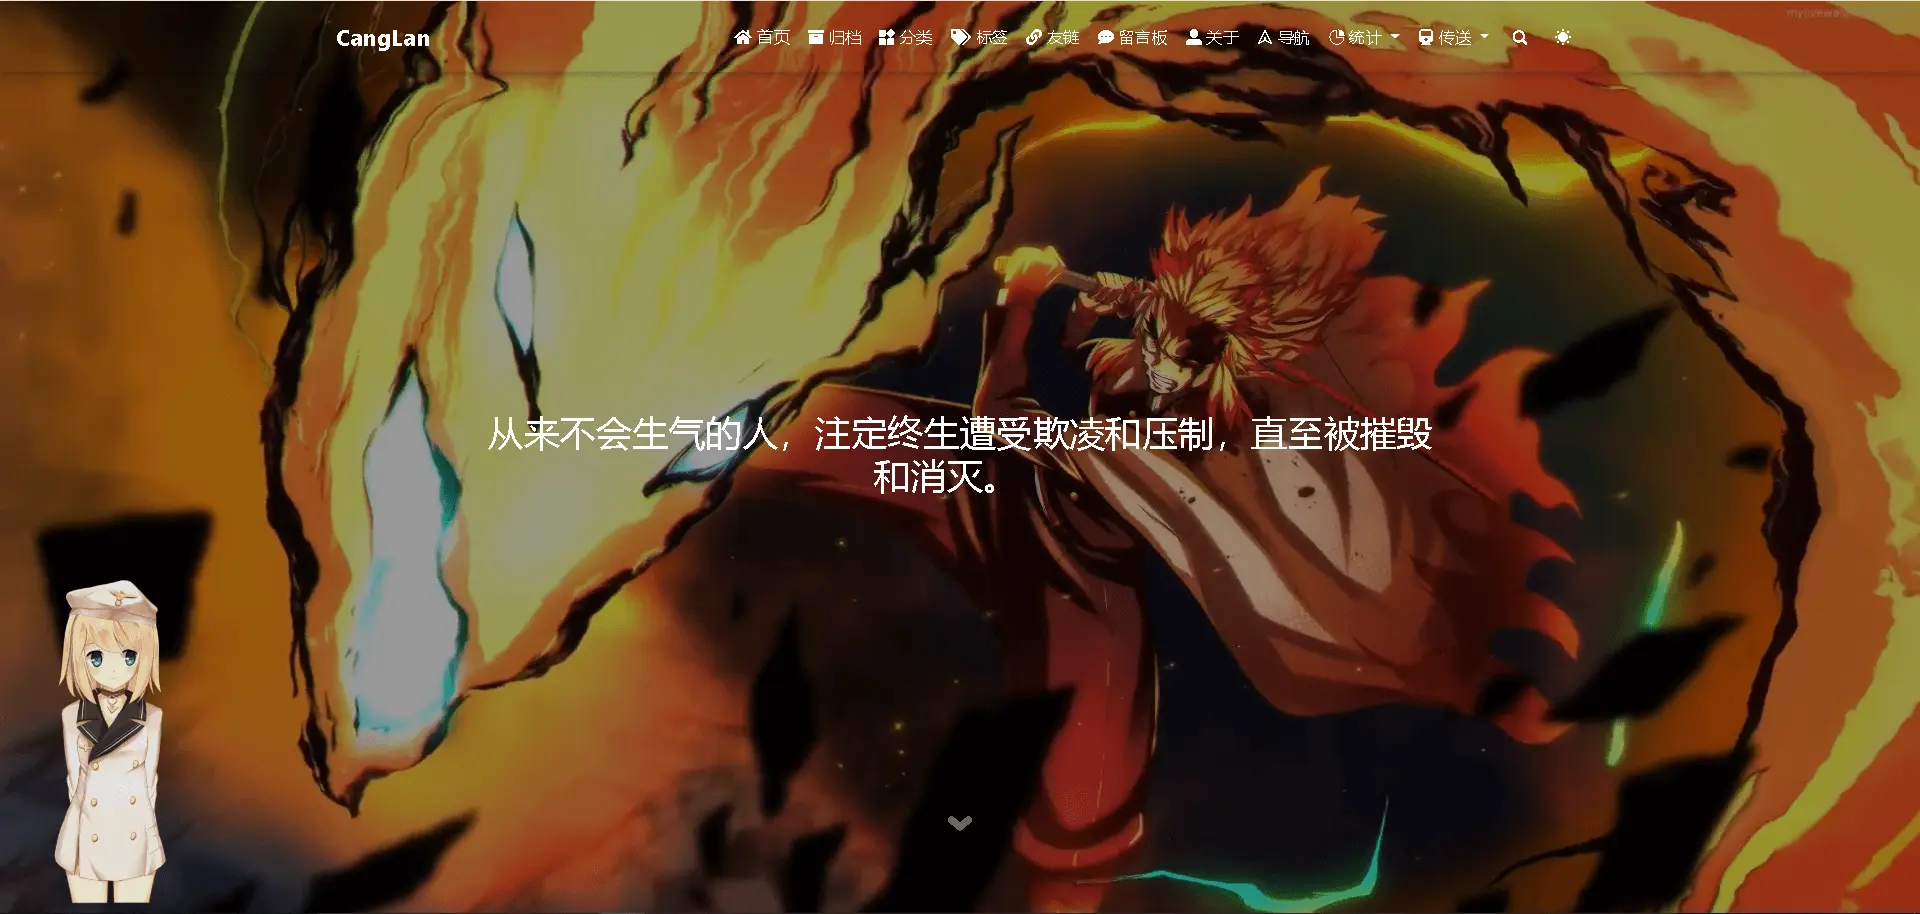 CangLan 首页 归档 分类 标签 友链 留言板 关于 导航 统计 传送
从来不会生气的人，注定终生遭受欺凌和压制，直至被摧毁
和消灭。